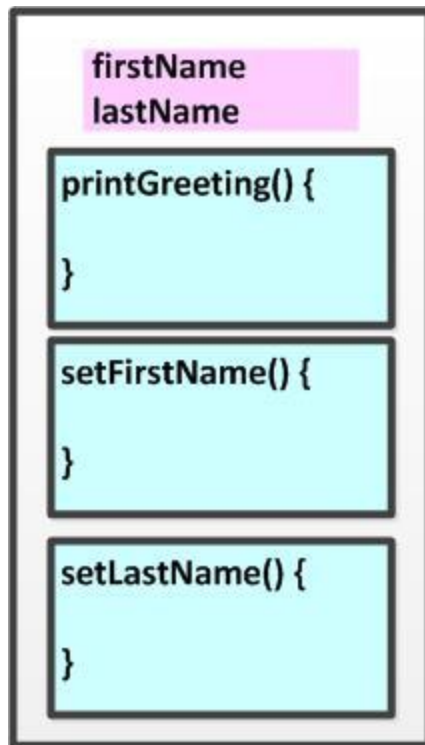 firstName
lastName
printGreeting() {
}
setFirstName() {
}
setLastName() {
}